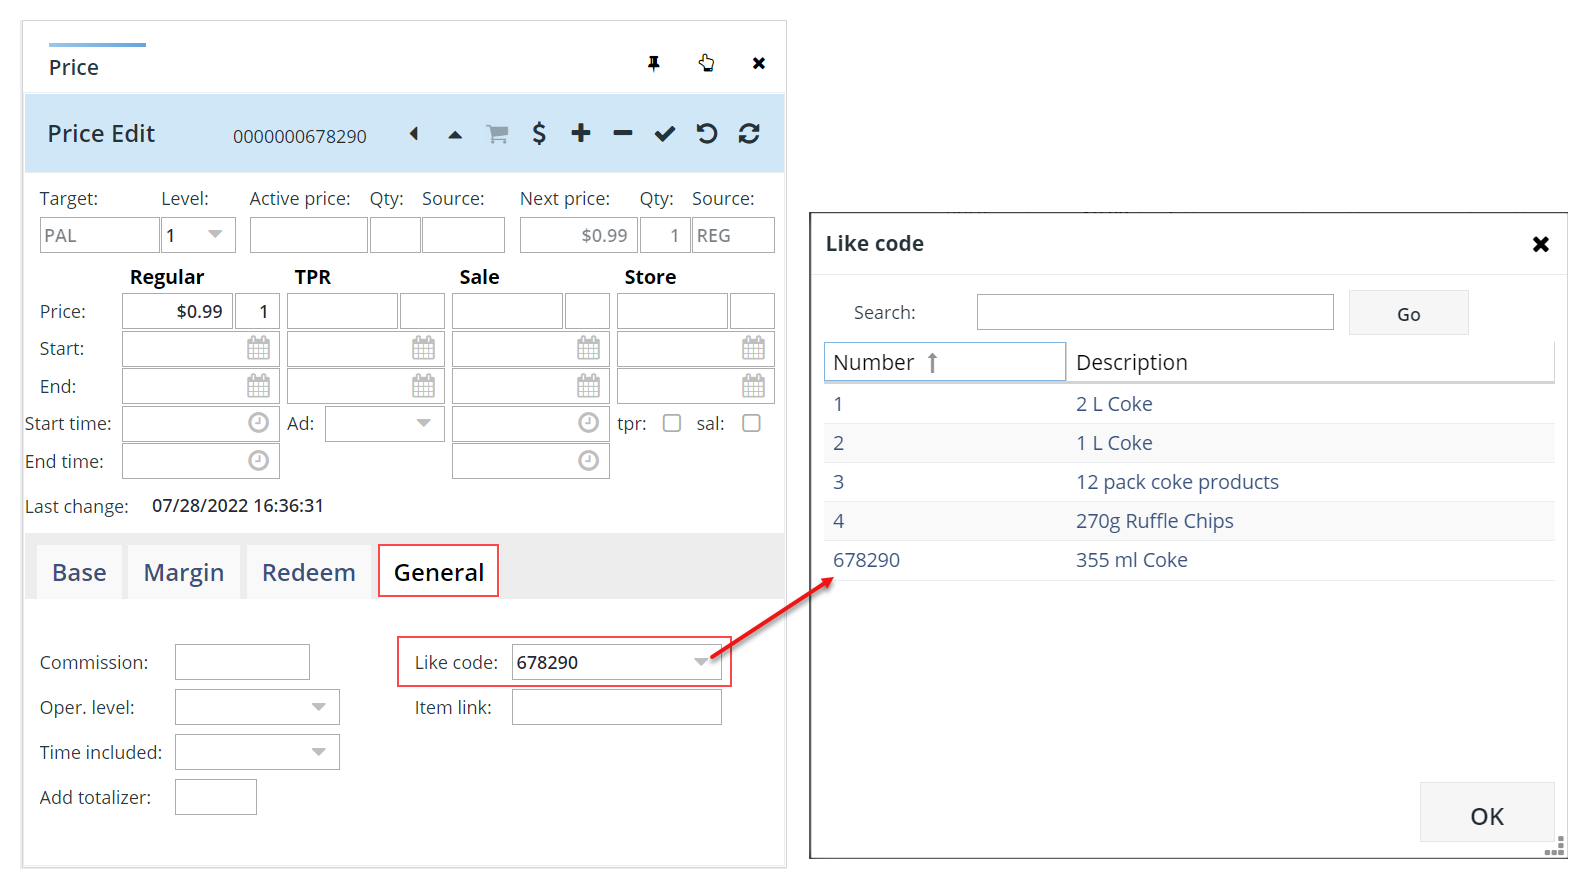 Price
Price Edit 0000000678290
Target: Level: Active price: Qty: Source: Next price: Qty: Source:
PAL 1 $0.99 1 REG
Regular TPR Sale Store
Price: $0.99 1
Start:
End:
Start time: Ad: tpr: sal:
End time:
Last change: 07/28/2022 16:36:31
Base Margin Redeem General
Commission: Like code: 678290
Oper. level: Item link:
Time included:
Add totalizer:
Like code
Search: Go
Number Description
1 2 L Coke
2 1 L Coke
3 12 pack coke products
4 270g Ruffle Chips
678290 355 ml Coke
OK